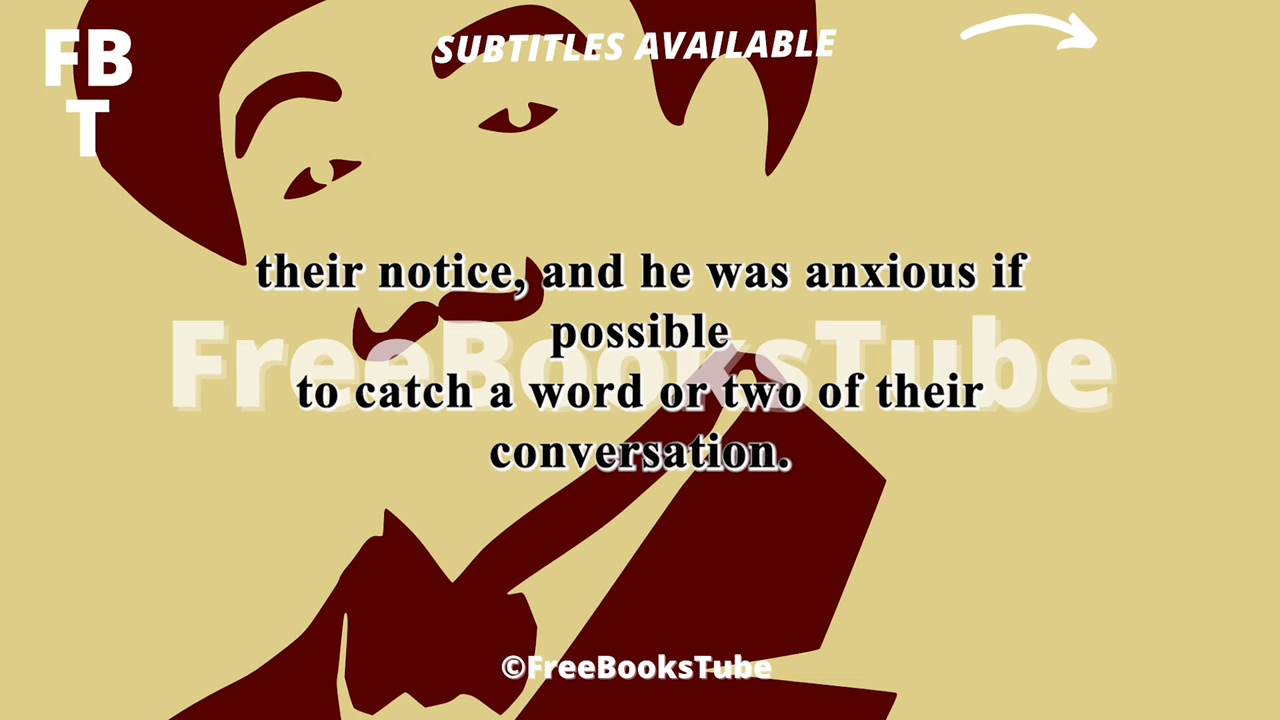 FB
T
SUBTITLES AVAILABLE
their notice, and he was anxious if
possible
FreeBooksTube
to catch a word or two of their
conversation.
©FreeBooksTube